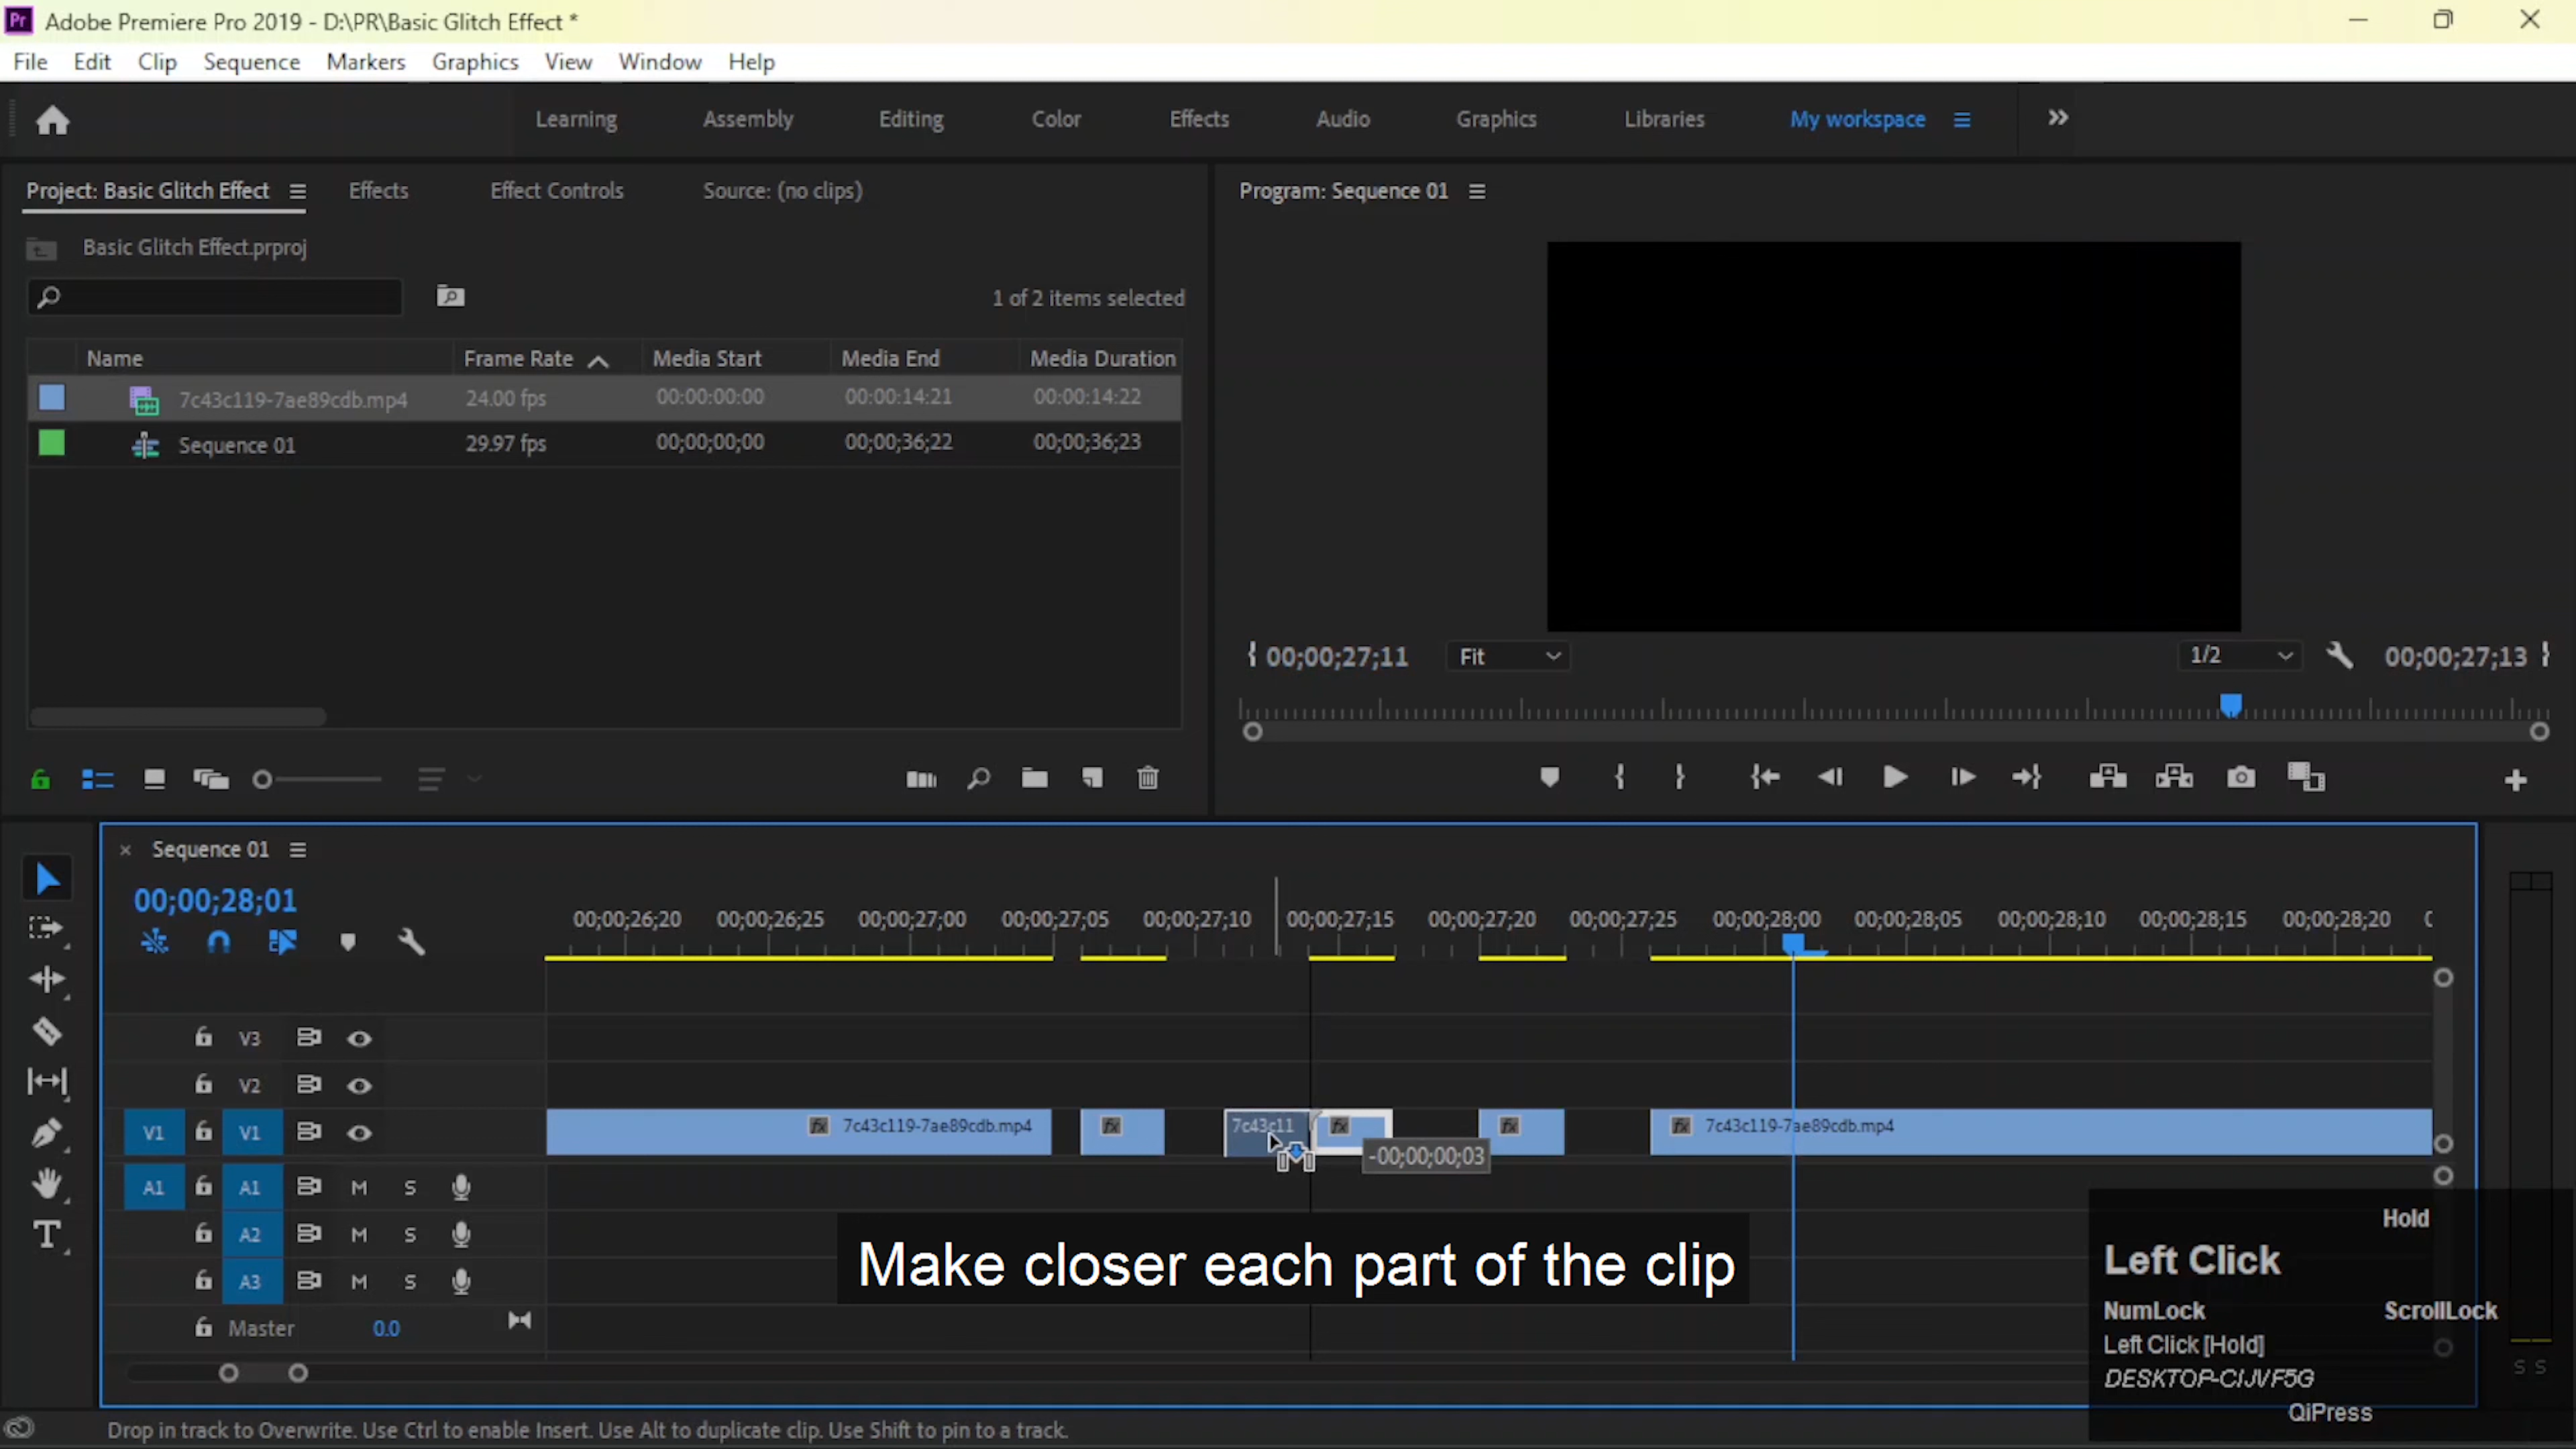 Pr Adobe Premiere Pro 2019 - D:\PR\Basic Glitch Effect *
File Edit Clip Sequence Markers Graphics View Window Help
Learning Assembly Editing Color Effects Audio Graphics Libraries My workspace
Project: Basic Glitch Effect Effects Effect Controls Source: (no clips)
Program: Sequence 01
Basic Glitch Effect.prproj
1 of 2 items selected
Name Frame Rate Media Start Media End Media Duration
7c43c119-7ae89cdb.mp4 24.00 fps 00:00:00:00 00:00:14:21 00:00:14:22
Sequence 01 29.97 fps 00;00;00;00 00;00;36;22 00;00;36;23
00;00;27;11 Fit 1/2 00;00;27;13
Sequence 01
00;00;28;01
00;00;26;20 00;00;26;25 00;00;27;00 00;00;27;05 00;00;27;10 00;00;27;15 00;00;27;20 00;00;27;25 00;00;28;00 00;00;28;05 00;00;28;10 00;00;28;15 00;00;28;20
V3
V2
V1 V1 fx 7c43c119-7ae89cdb.mp4 fx 7c43c11 fx fx fx 7c43c119-7ae89cdb.mp4
-00;00;00;03
A1 A1 M S
A2 M S
A3 M S
Master 0.0
Make closer each part of the clip
Hold
Left Click
NumLock ScrollLock
Left Click [Hold]
DESKTOP-CIJVF5G
QiPress
S S
Drop in track to Overwrite. Use Ctrl to enable Insert. Use Alt to duplicate clip. Use Shift to pin to a track.